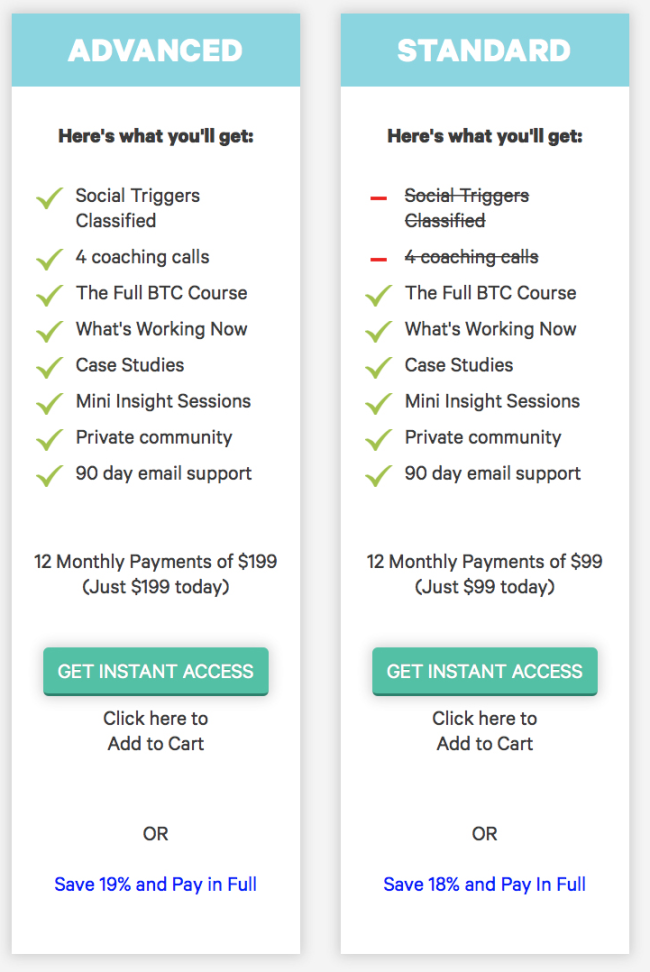 ADVANCED
Here's what you'll get:
Social Triggers
Classified
4 coaching calls
The Full BTC Course
What's Working Now
Case Studies
Mini Insight Sessions
Private community
90 day email support
12 Monthly Payments of $199
(Just $199 today)
GET INSTANT ACCESS
Click here to
Add to Cart
OR
Save 19% and Pay in Full
STANDARD
Here's what you'll get:
Social Triggers
Classified
4 coaching calls
The Full BTC Course
What's Working Now
Case Studies
Mini Insight Sessions
Private community
90 day email support
12 Monthly Payments of $99
(Just $99 today)
GET INSTANT ACCESS
Click here to
Add to Cart
OR
Save 18% and Pay In Full